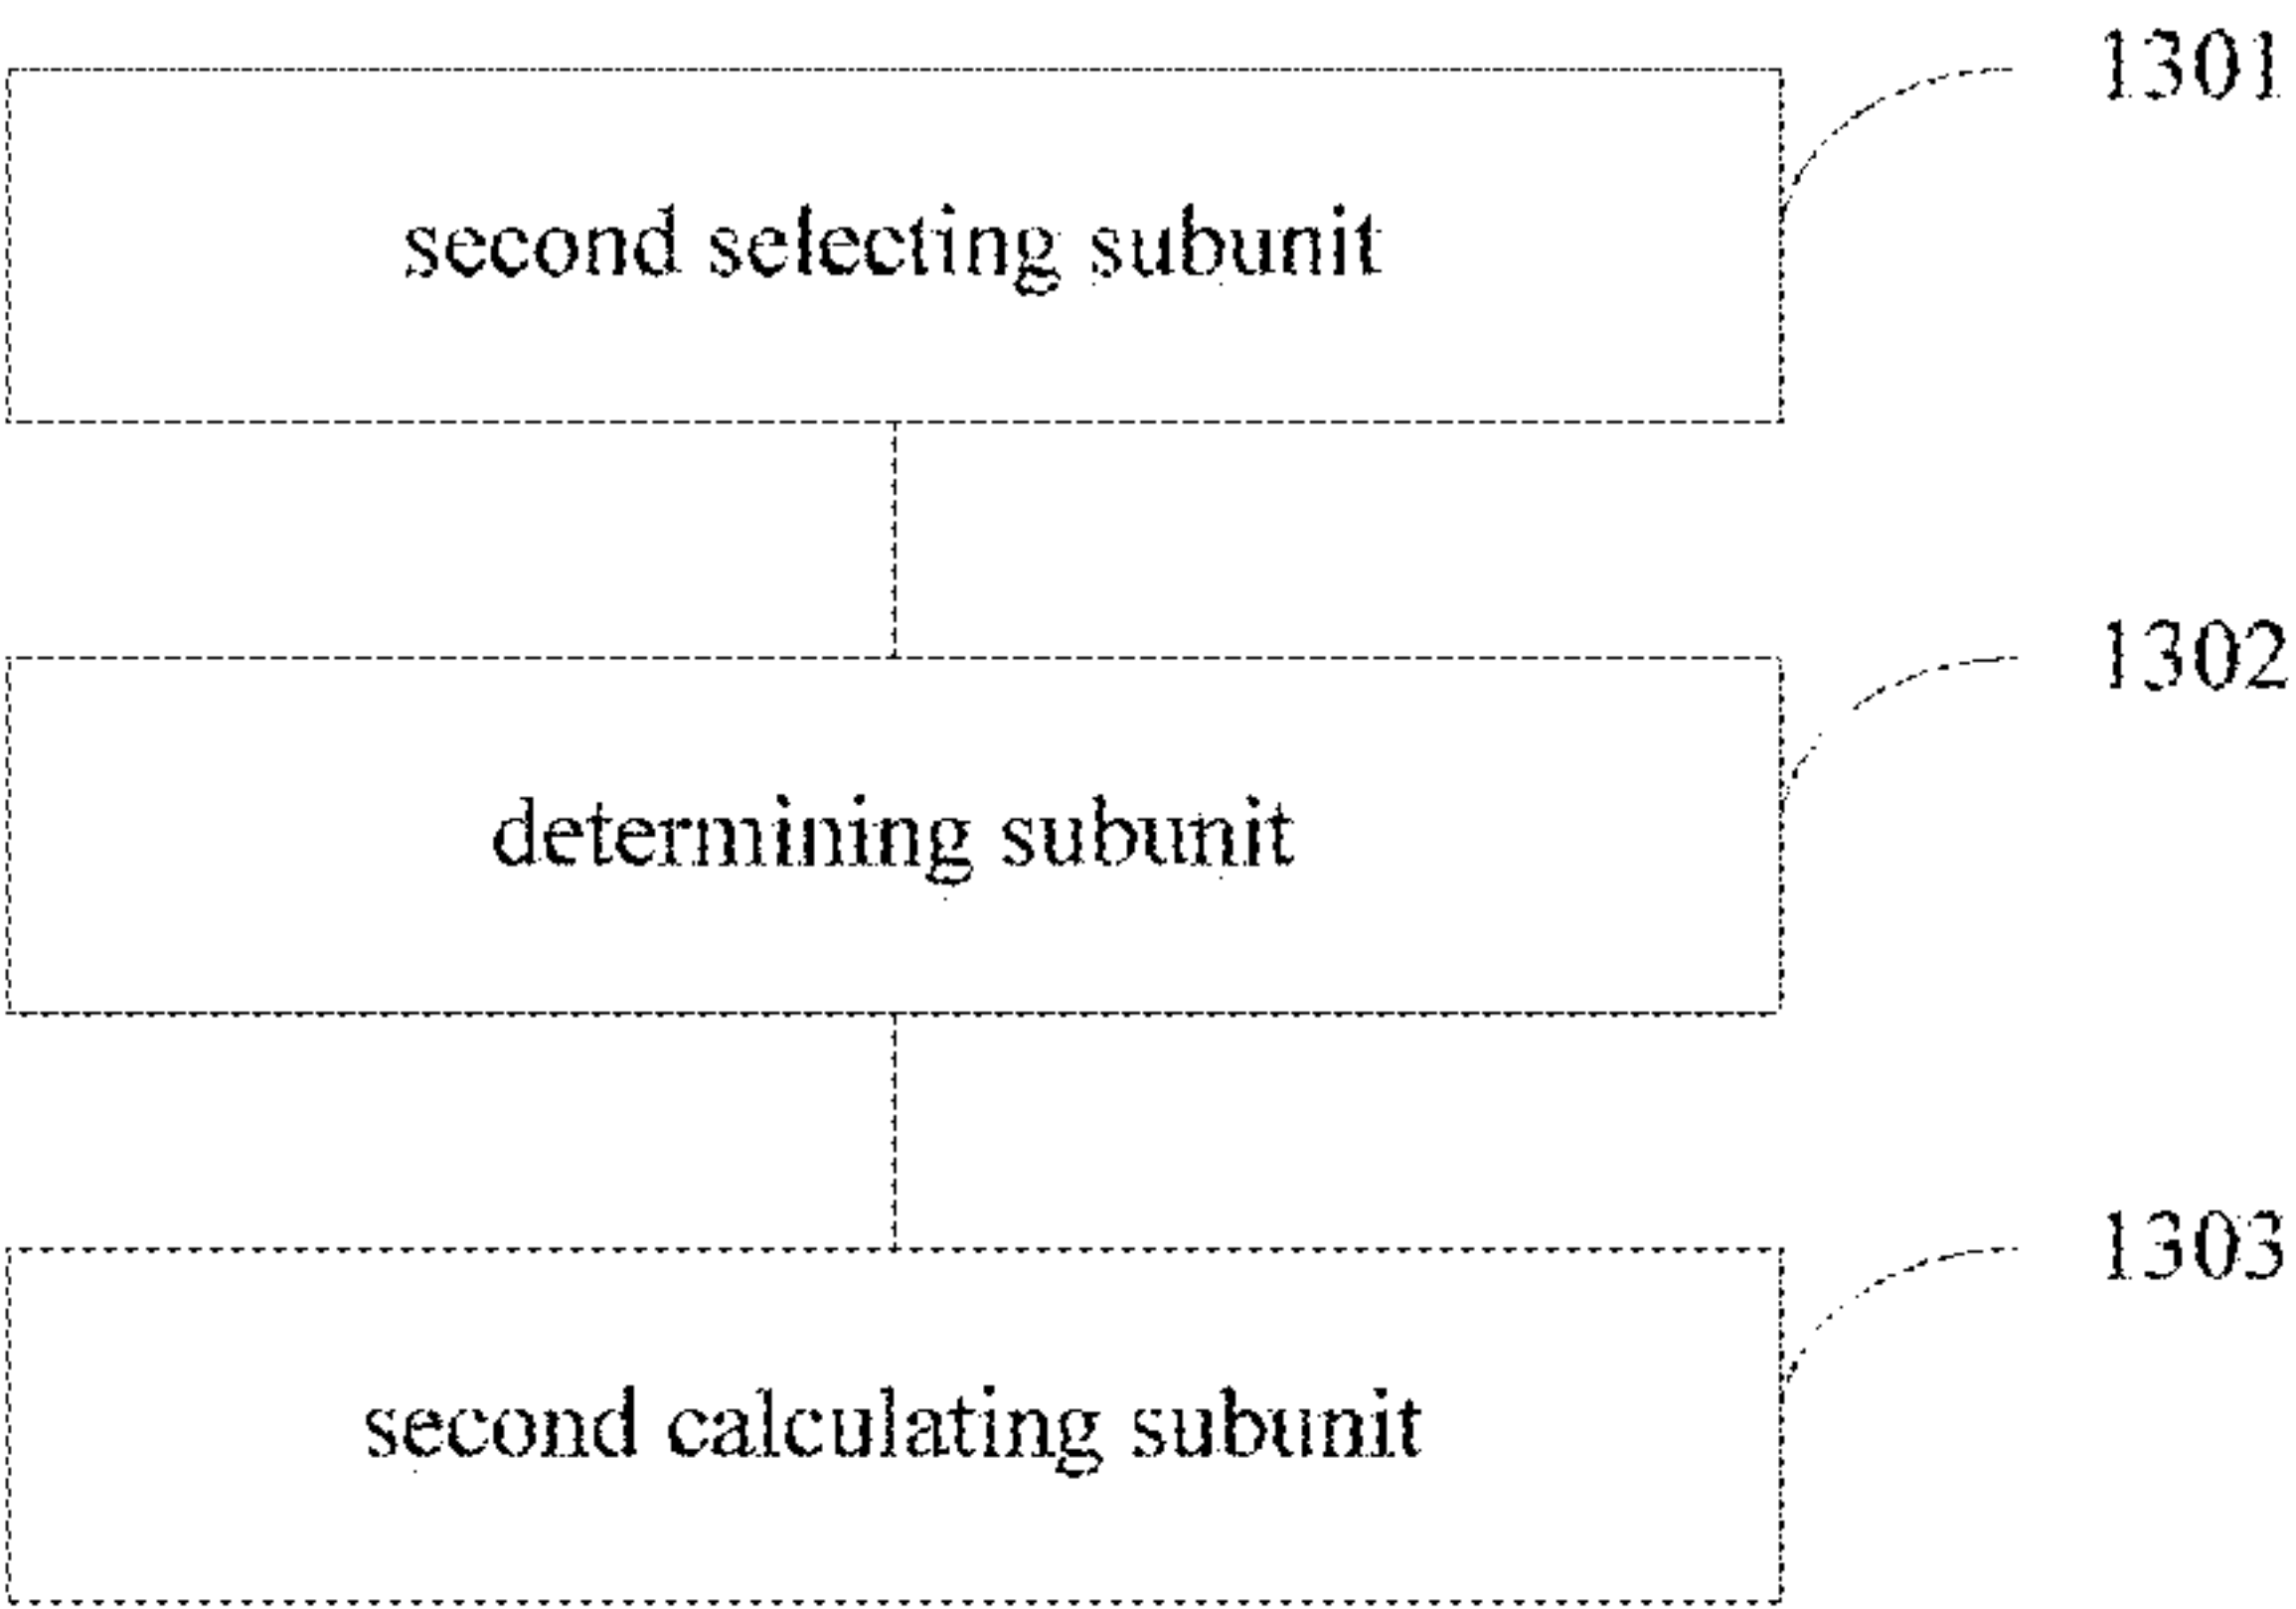 1301
second selecting subunit
1302
determining subunit
1303
second calculating subunit